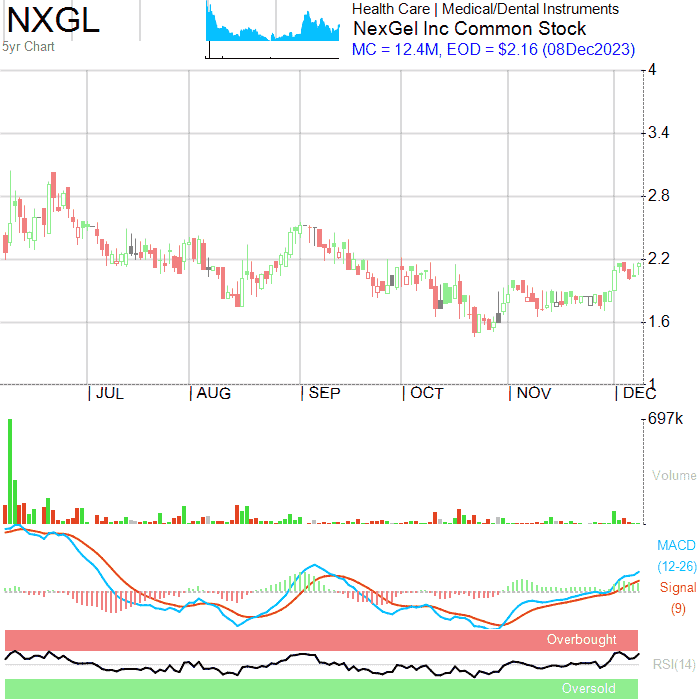 NXGL
5yr Chart
Health Care | Medical/Dental Instruments
NexGel Inc Common Stock
MC = 12.4M, EOD = $2.16 (08Dec2023)
4
3.4
2.8
2.2
1.6
1
JUL
AUG
SEP
OCT
NOV
DEC
697k
Volume
MACD
(12-26)
Signal
(9)
Overbought
RSI(14)
Oversold